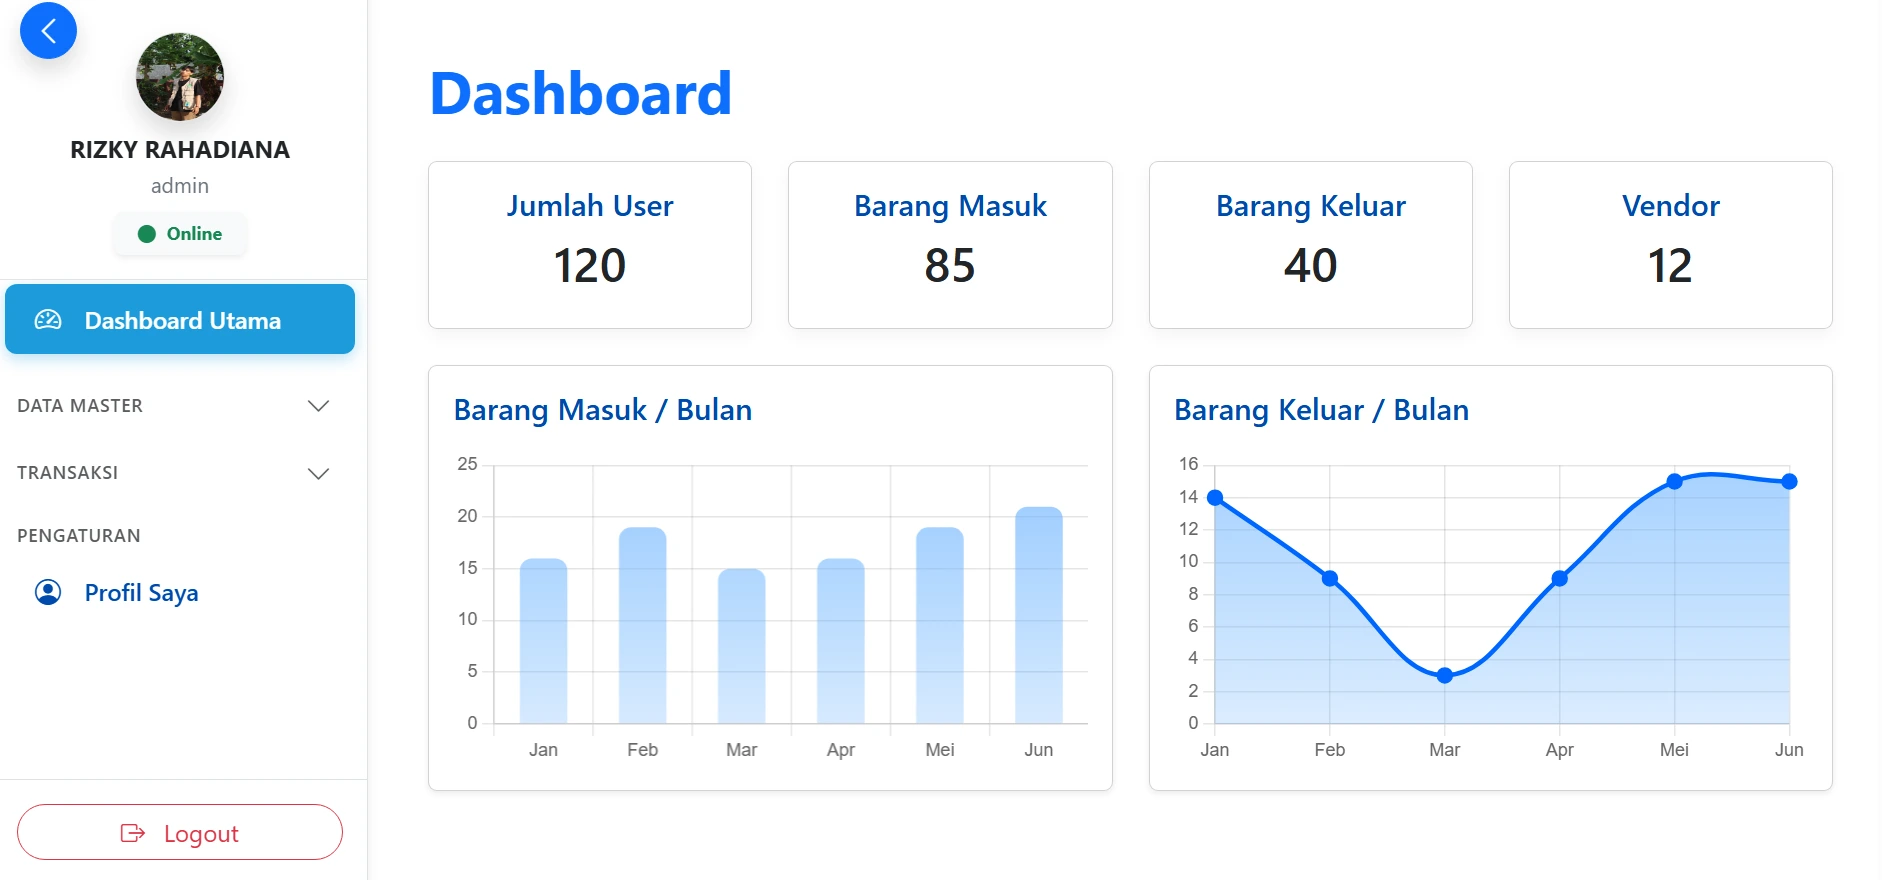 RIZKY RAHADIANA
admin
Online
Dashboard Utama
DATA MASTER
TRANSAKSI
PENGATURAN
Profil Saya
Logout
Dashboard
Jumlah User
120
Barang Masuk
85
Barang Keluar
40
Vendor
12
Barang Masuk / Bulan
25
20
15
10
5
0
Jan Feb Mar Apr Mei Jun
Barang Keluar / Bulan
16
14
12
10
8
6
4
2
0
Jan Feb Mar Apr Mei Jun